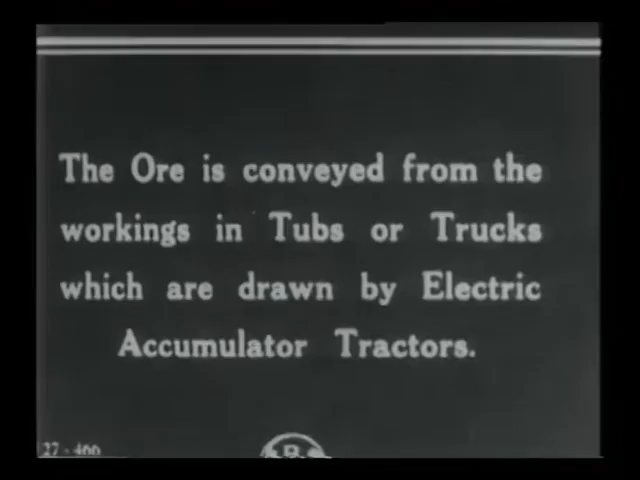 The Ore is conveyed from the
workings in Tubs or Trucks
which are drawn by Electric
Accumulator Tractors.
27 - 466